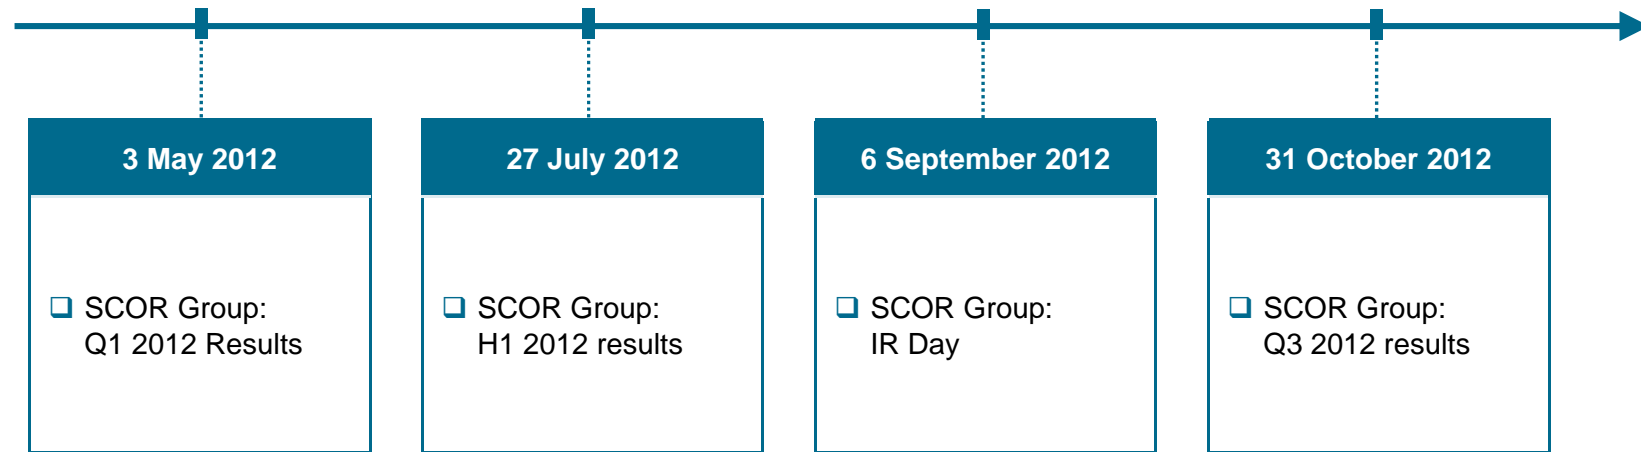 3 May 2012
27 July 2012
6 September 2012
31 October 2012
SCOR Group:
Q1 2012 Results
SCOR Group:
H1 2012 results
SCOR Group:
IR Day
SCOR Group:
Q3 2012 results